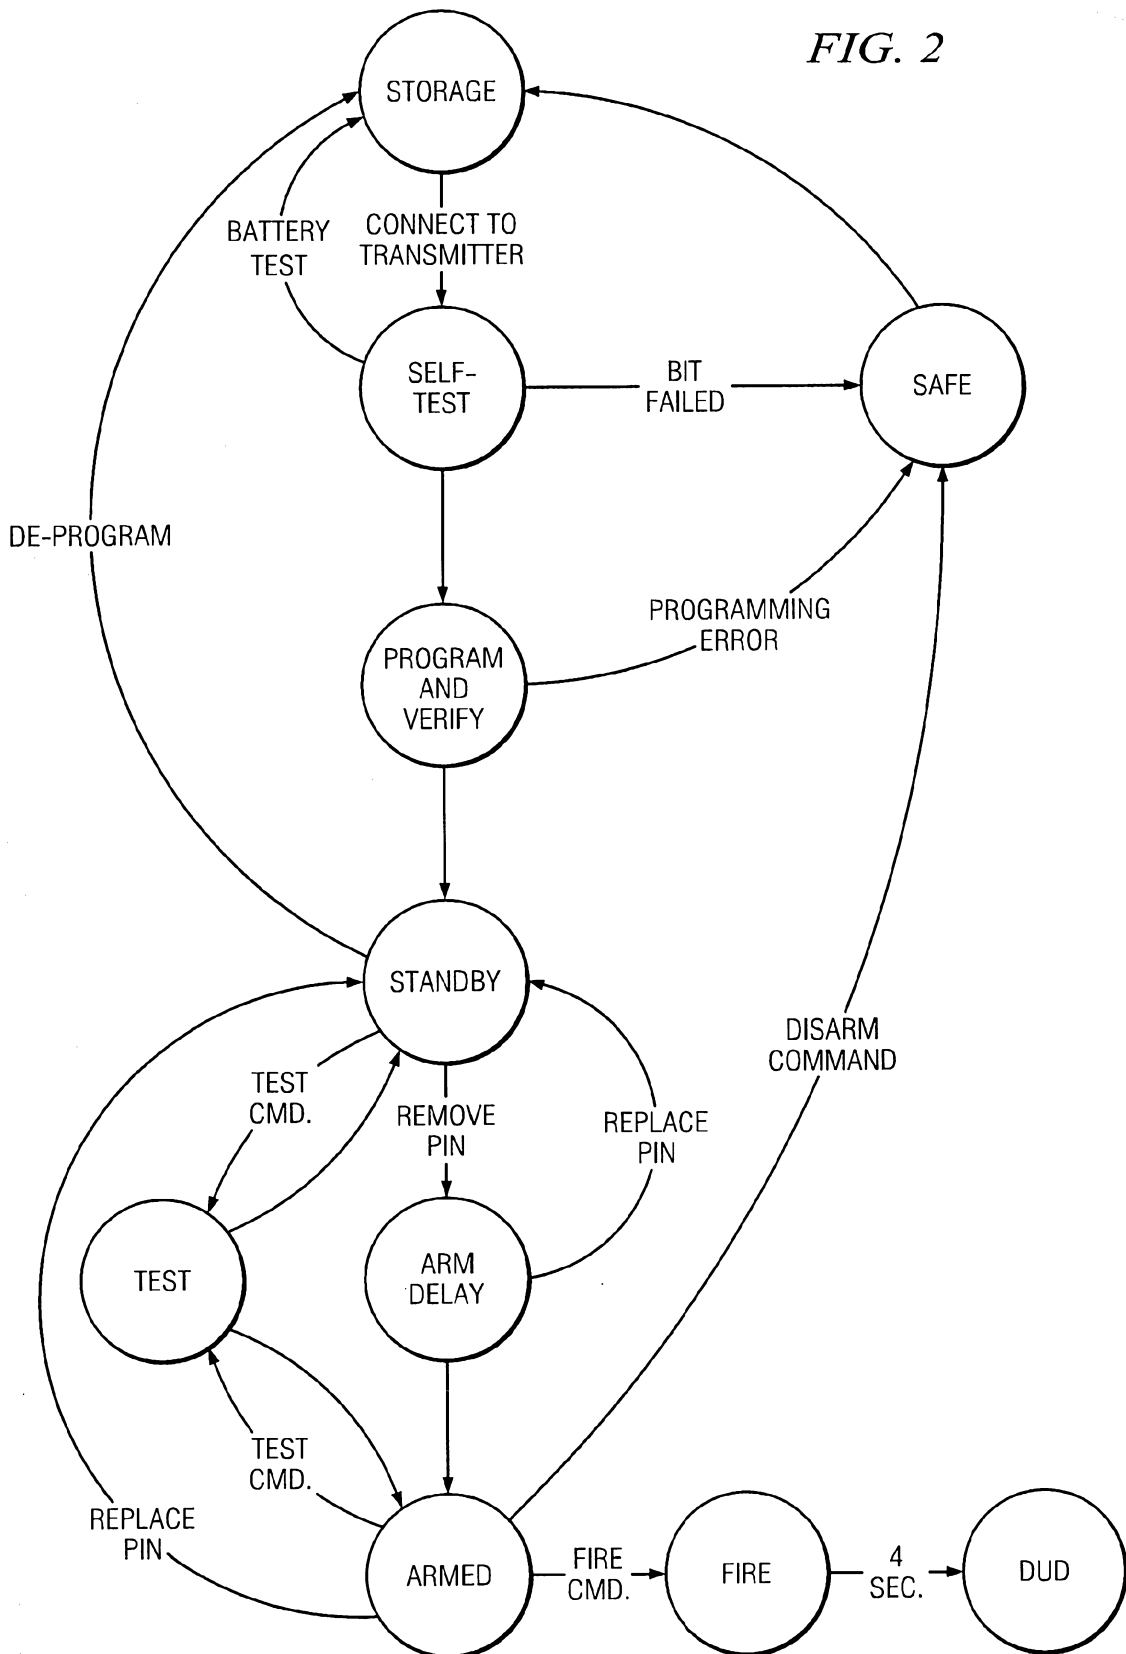 FIG. 2
STORAGE
BATTERY
TEST
CONNECT TO
TRANSMITTER
SELF-
TEST
BIT
FAILED
SAFE
DE-PROGRAM
PROGRAMMING
ERROR
PROGRAM
AND
VERIFY
STANDBY
DISARM
COMMAND
TEST
CMD.
REMOVE
PIN
REPLACE
PIN
TEST
ARM
DELAY
TEST
CMD.
REPLACE
PIN
ARMED
FIRE
CMD.
FIRE
4
SEC.
DUD